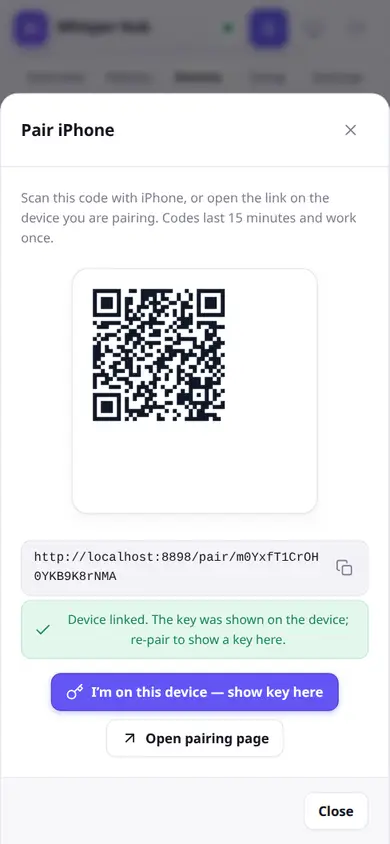 Pair iPhone
Scan this code with iPhone, or open the link on the
device you are pairing. Codes last 15 minutes and work
once.
http://localhost:8898/pair/m0YxfT1CrOH
0YKB9K8rNMA
Device linked. The key was shown on the device;
re-pair to show a key here.
I’m on this device — show key here
Open pairing page
Close